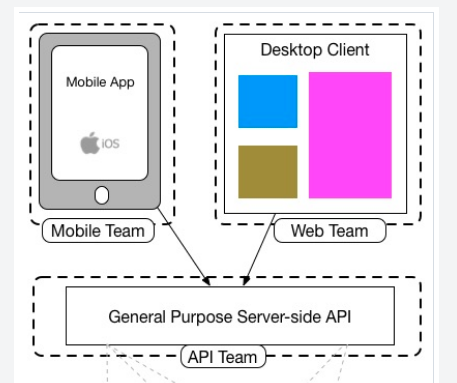 Mobile App
iOS
Mobile Team
Desktop Client
Web Team
General Purpose Server-side API
API Team